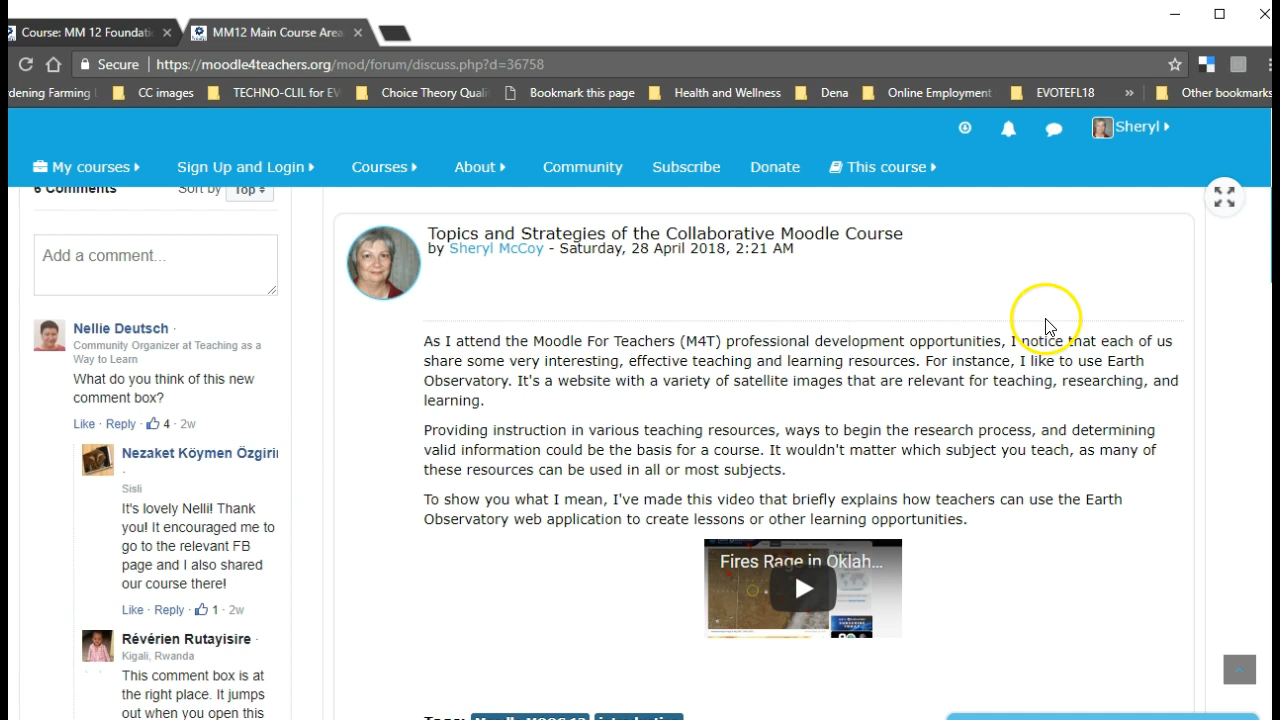 Course: MM 12 Foundati
MM12 Main Course Area
Secure
https://moodle4teachers.org/mod/forum/discuss.php?d=36758
dening Farming
CC images
TECHNO-CLIL for EV
Choice Theory Quali
Bookmark this page
Health and Wellness
Dena
Online Employment
EVOTEFL18
»
Other bookmarks
Sheryl
My courses
Sign Up and Login
Courses
About
Community
Subscribe
Donate
This course
6 Comments
Sort by
Top
Add a comment...
Nellie Deutsch ·
Community Organizer at Teaching as a
Way to Learn
What do you think of this new
comment box?
Like · Reply · 4 · 2w
Nezaket Köymen Özgiri
·
Sisli
It's lovely Nelli! Thank
you! It encouraged me to
go to the relevant FB
page and I also shared
our course there!
Like · Reply · 1 · 2w
Révérien Rutayisire ·
Kigali, Rwanda
This comment box is at
the right place. It jumps
out when you open this
Topics and Strategies of the Collaborative Moodle Course
by Sheryl McCoy - Saturday, 28 April 2018, 2:21 AM
As I attend the Moodle For Teachers (M4T) professional development opportunities, I notice that each of us
share some very interesting, effective teaching and learning resources. For instance, I like to use Earth
Observatory. It's a website with a variety of satellite images that are relevant for teaching, researching, and
learning.
Providing instruction in various teaching resources, ways to begin the research process, and determining
valid information could be the basis for a course. It wouldn't matter which subject you teach, as many of
these resources can be used in all or most subjects.
To show you what I mean, I've made this video that briefly explains how teachers can use the Earth
Observatory web application to create lessons or other learning opportunities.
Fires Rage in Oklah...
Tags: Moodle MOOC 12 introduction